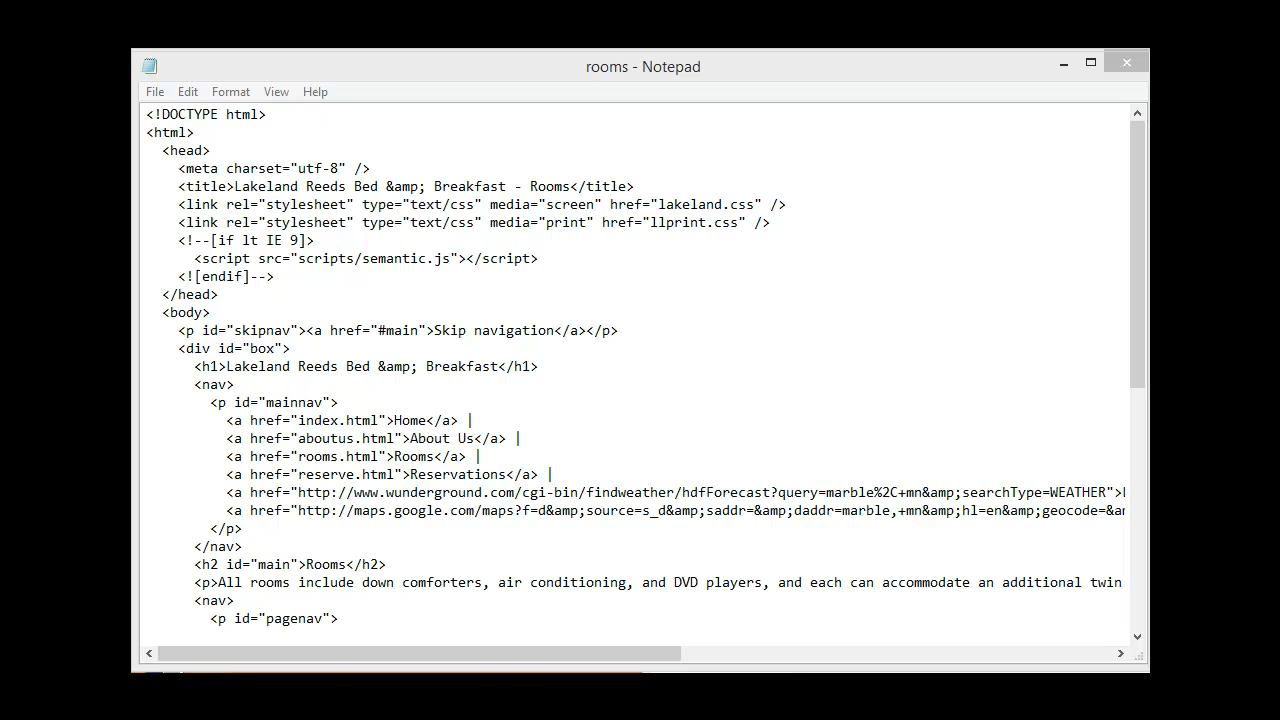 rooms - Notepad
File Edit Format View Help
<!DOCTYPE html>
<html>
  <head>
    <meta charset="utf-8" />
    <title>Lakeland Reeds Bed &amp; Breakfast - Rooms</title>
    <link rel="stylesheet" type="text/css" media="screen" href="lakeland.css" />
    <link rel="stylesheet" type="text/css" media="print" href="llprint.css" />
    <!--[if lt IE 9]>
      <script src="scripts/semantic.js"></script>
    <![endif]-->
  </head>
  <body>
    <p id="skipnav"><a href="#main">Skip navigation</a></p>
    <div id="box">
      <h1>Lakeland Reeds Bed &amp; Breakfast</h1>
      <nav>
        <p id="mainnav">
          <a href="index.html">Home</a> |
          <a href="aboutus.html">About Us</a> |
          <a href="rooms.html">Rooms</a> |
          <a href="reserve.html">Reservations</a> |
          <a href="http://www.wunderground.com/cgi-bin/findweather/hdfForecast?query=marble%2C+mn&amp;searchType=WEATHER">
          <a href="http://maps.google.com/maps?f=d&amp;source=s_d&amp;saddr=&amp;daddr=marble,+mn&amp;hl=en&amp;geocode=&a
        </p>
      </nav>
      <h2 id="main">Rooms</h2>
      <p>All rooms include down comforters, air conditioning, and DVD players, and each can accommodate an additional twin
      <nav>
        <p id="pagenav">